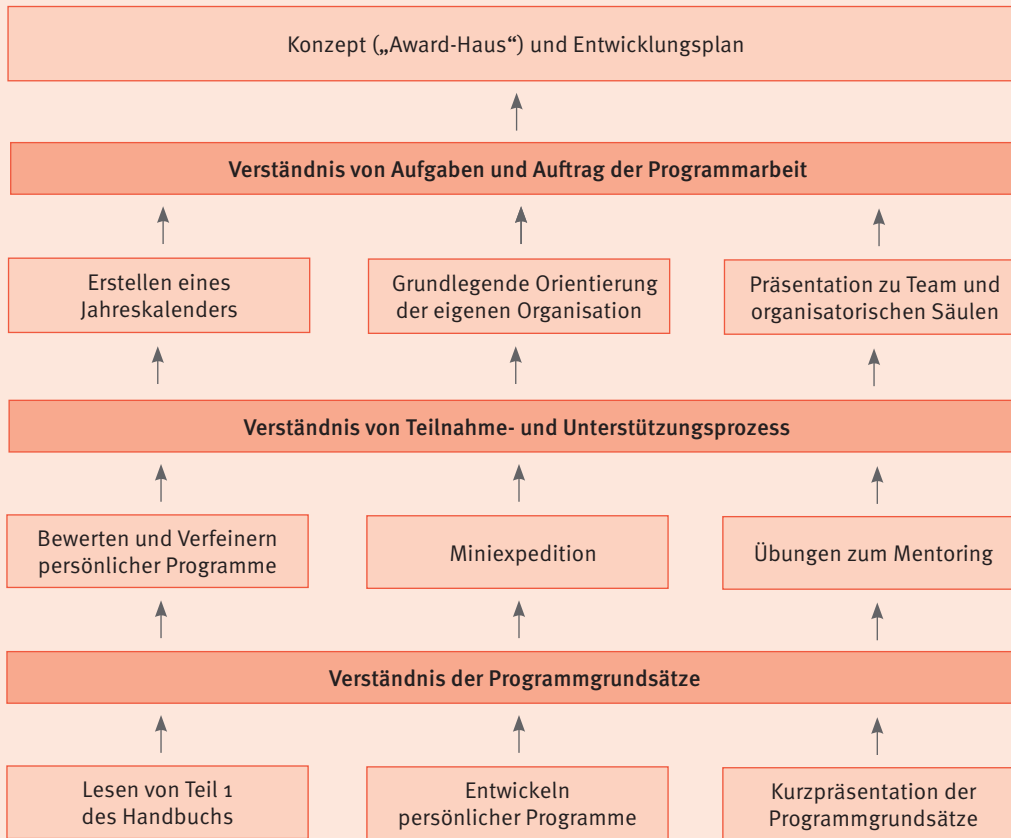 Konzept („Award-Haus“) und Entwicklungsplan
Verständnis von Aufgaben und Auftrag der Programmarbeit
Erstellen eines
Jahreskalenders
Grundlegende Orientierung
der eigenen Organisation
Präsentation zu Team und
organisatorischen Säulen
Verständnis von Teilnahme- und Unterstützungsprozess
Bewerten und Verfeinern
persönlicher Programme
Miniexpedition
Übungen zum Mentoring
Verständnis der Programmgrundsätze
Lesen von Teil 1
des Handbuchs
Entwickeln
persönlicher Programme
Kurzpräsentation der
Programmgrundsätze